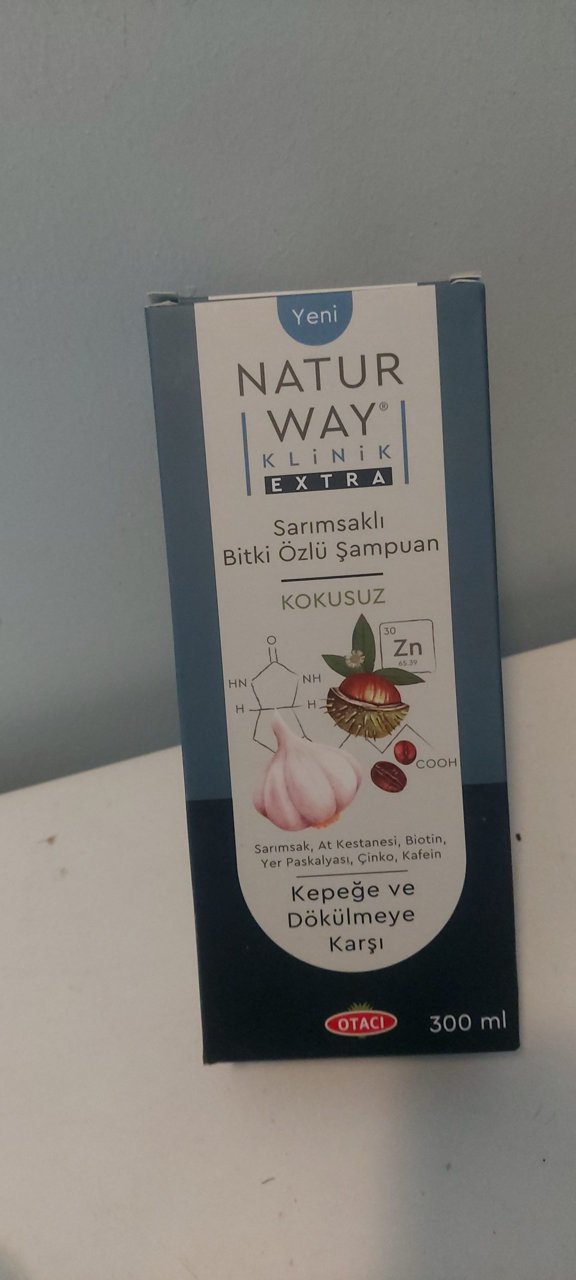 Yeni
NATUR
WAY®
KLiNiK
EXTRA
Sarımsaklı
Bitki Özlü Şampuan
KOKUSUZ
30
Zn
65.39
O
HN
NH
H
H
COOH
Sarımsak, At Kestanesi, Biotin,
Yer Paskalyası, Çinko, Kafein
Kepeğe ve
Dökülmeye
Karşı
OTACI
300 ml